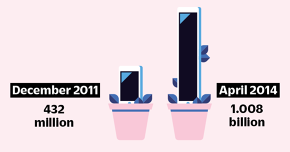 December 2011
432
million
April 2014
1.008
billion